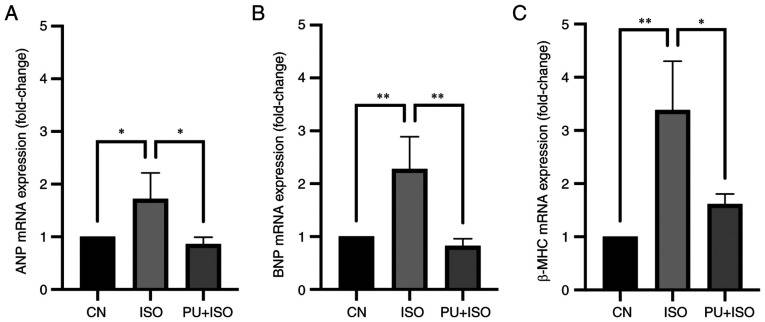 A
ANP mRNA expression (fold-change)
5
4
3
2
1
0
*
*
CN
ISO
PU+ISO
B
BNP mRNA expression (fold-change)
5
4
3
2
1
0
**
**
CN
ISO
PU+ISO
C
β-MHC mRNA expression (fold-change)
5
4
3
2
1
0
**
*
CN
ISO
PU+ISO